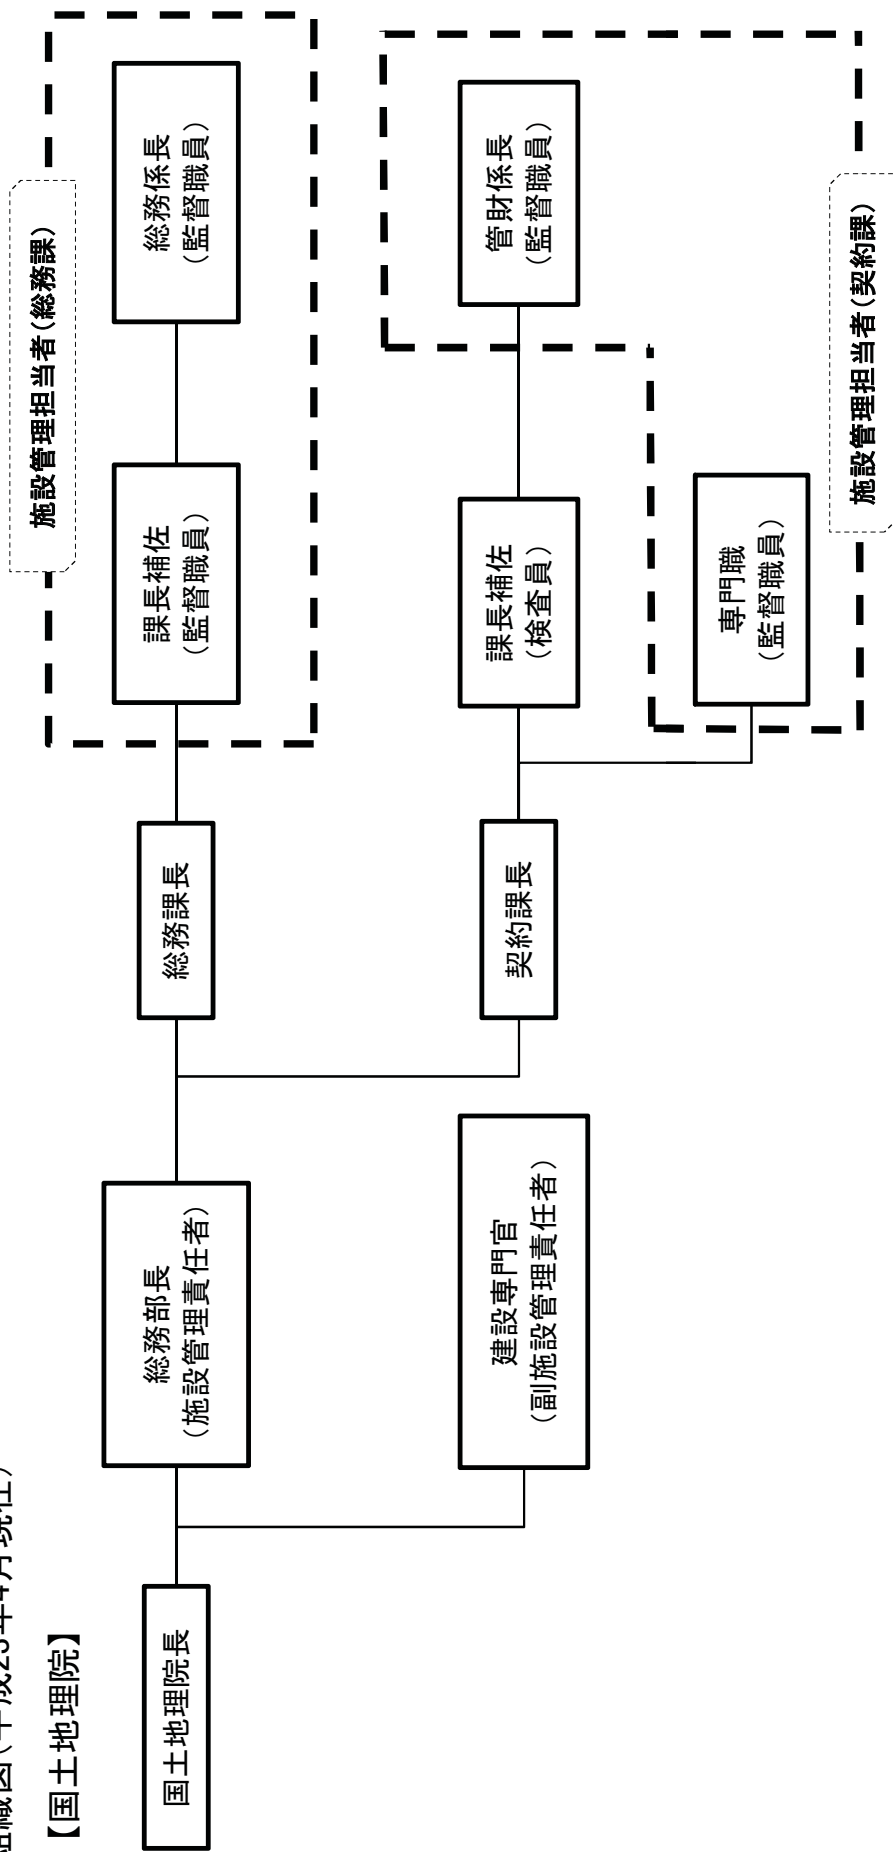 組織図(平成25年4月現在)
【国土地理院】
施設管理担当者(総務課)
国土地理院長
総務部長
(施設管理責任者)
総務課長
課長補佐
(監督職員)
総務係長
(監督職員)
建設専門官
(副施設管理責任者)
契約課長
課長補佐
(検査員)
管財係長
(監督職員)
専門職
(監督職員)
施設管理担当者(契約課)